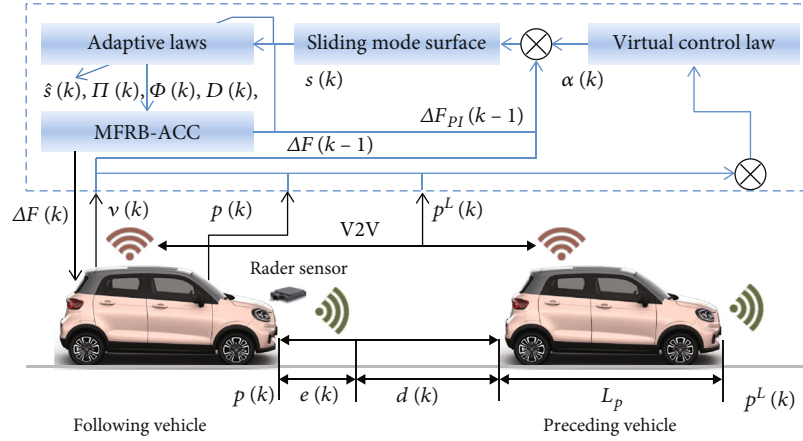 Adaptive laws
Sliding mode surface
Virtual control law
ŝ (k), Π (k), Φ (k), D (k),
s (k)
α (k)
MFRB-ACC
ΔF_PI (k – 1)
ΔF (k – 1)
ΔF (k)
v (k)
p (k)
p^L (k)
V2V
Rader sensor
p (k)
e (k)
d (k)
L_p
p^L (k)
Following vehicle
Preceding vehicle